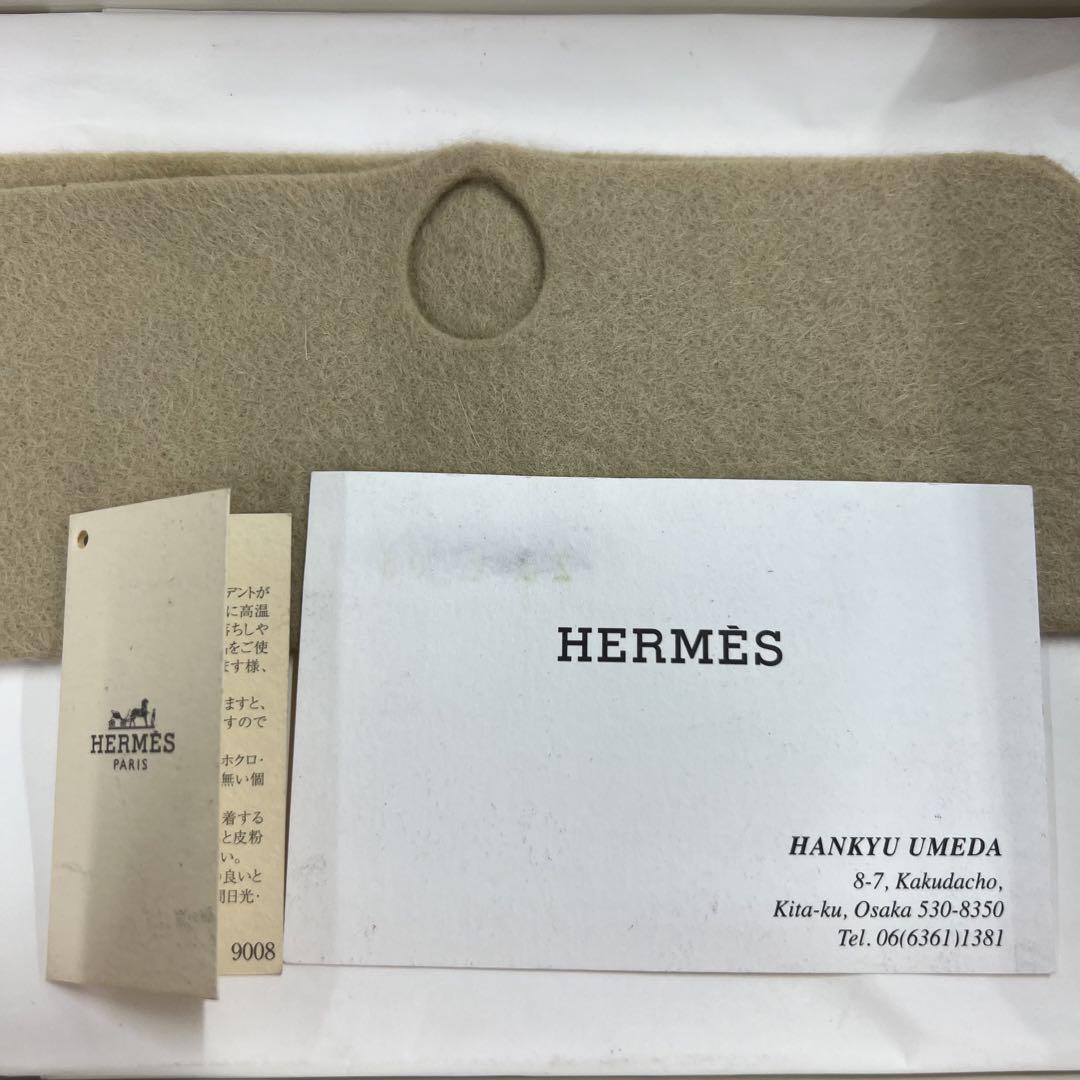 HERMÈS
PARIS
デントが
に高温
落ちしや
をご使
ます様、
ますと、
すので
ホクロ・
無い個
着する
と皮粉
い。
良いと
間日光・
9008
HERMÈS
HANKYU UMEDA
8-7, Kakudacho,
Kita-ku, Osaka 530-8350
Tel. 06(6361)1381